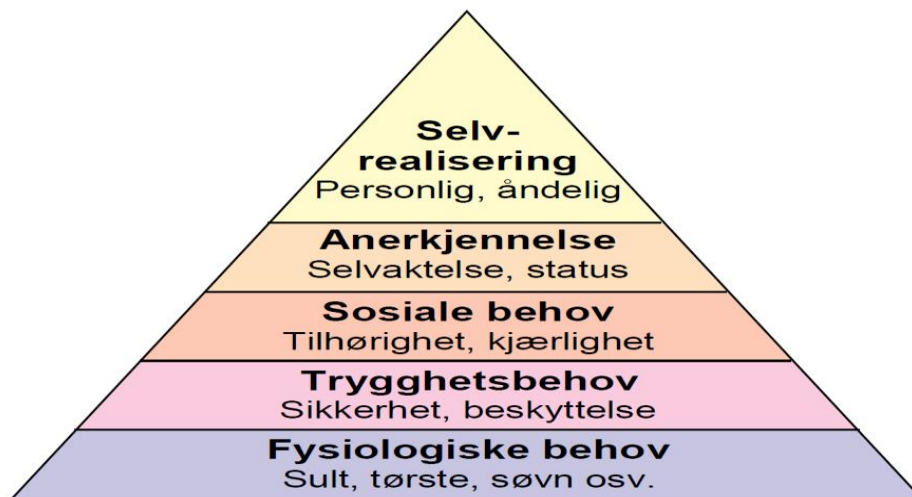 Selv-
realisering
Personlig, åndelig
Anerkjennelse
Selvaktelse, status
Sosiale behov
Tilhørighet, kjærlighet
Trygghetsbehov
Sikkerhet, beskyttelse
Fysiologiske behov
Sult, tørste, søvn osv.